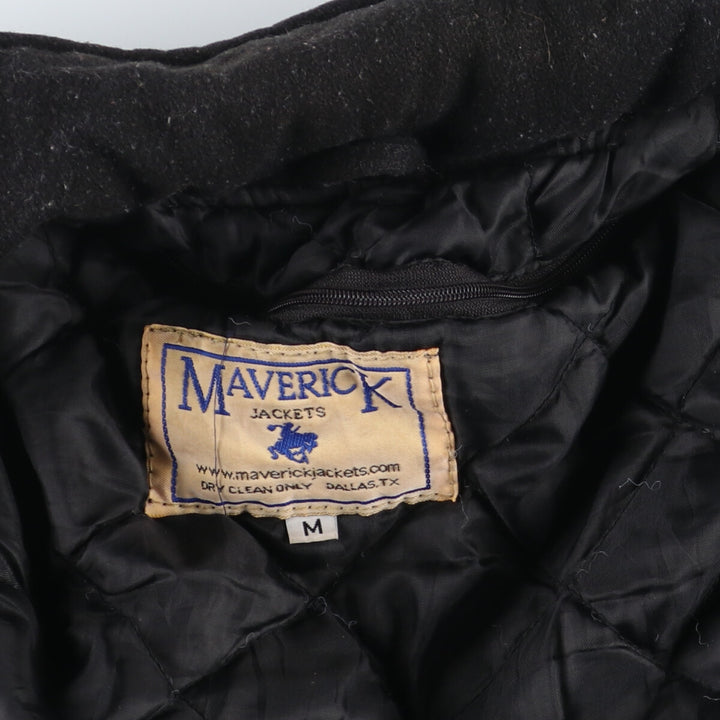 MAVERICK
JACKETS
www.maverickjackets.com
DRY CLEAN ONLY DALLAS.TX
M